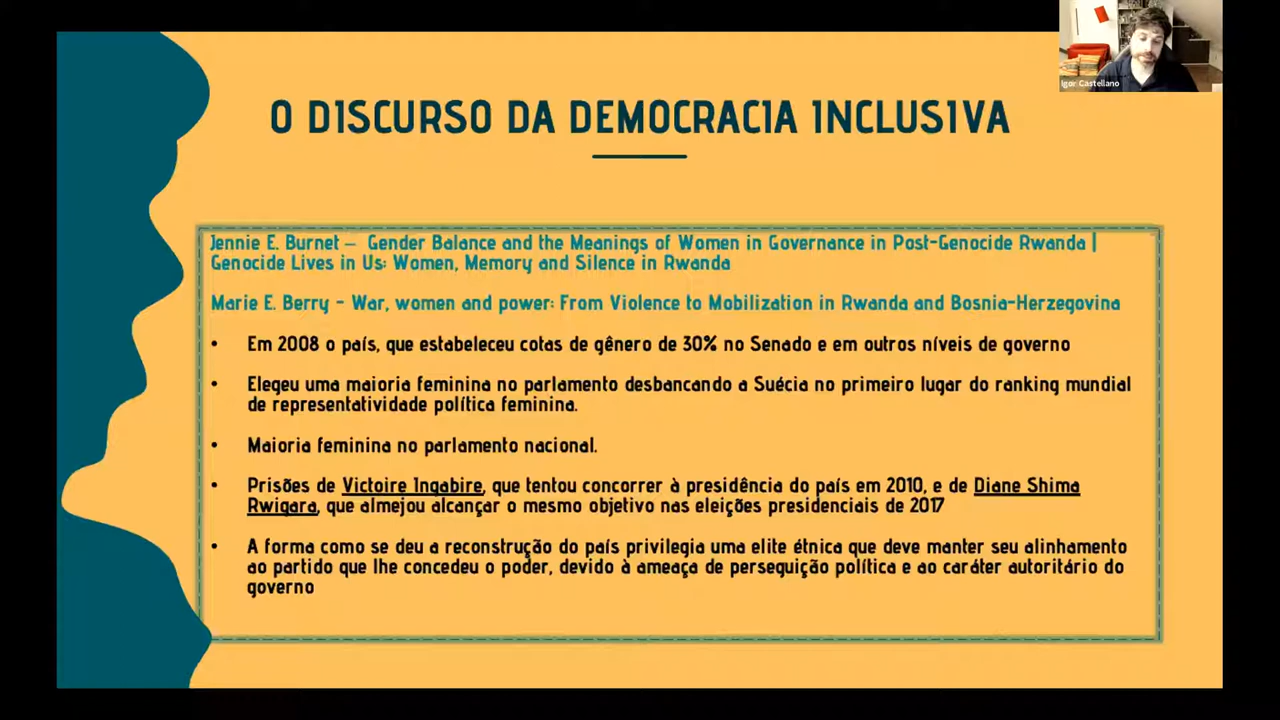 Igor Castellano
O DISCURSO DA DEMOCRACIA INCLUSIVA
Jennie E. Burnet – Gender Balance and the Meanings of Women in Governance in Post-Genocide Rwanda |
Genocide Lives in Us: Women, Memory and Silence in Rwanda
Marie E. Berry - War, women and power: From Violence to Mobilization in Rwanda and Bosnia-Herzegovina
• Em 2008 o país, que estabeleceu cotas de gênero de 30% no Senado e em outros níveis de governo
• Elegeu uma maioria feminina no parlamento desbancando a Suécia no primeiro lugar do ranking mundial
de representatividade política feminina.
• Maioria feminina no parlamento nacional.
• Prisões de Victoire Ingabire, que tentou concorrer à presidência do país em 2010, e de Diane Shima
Rwigara, que almejou alcançar o mesmo objetivo nas eleições presidenciais de 2017
• A forma como se deu a reconstrução do país privilegia uma elite étnica que deve manter seu alinhamento
ao partido que lhe concedeu o poder, devido à ameaça de perseguição política e ao caráter autoritário do
governo